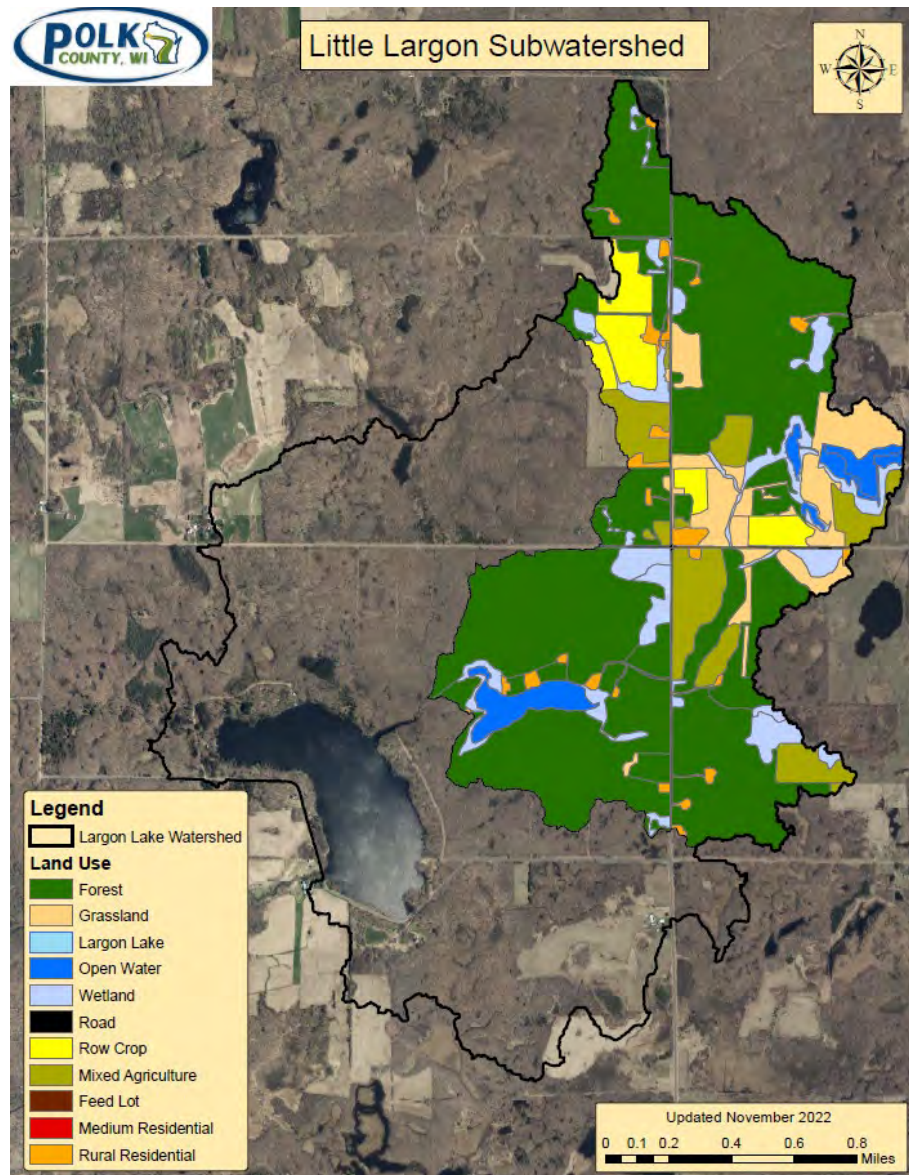 POLK
COUNTY, WI
Little Largon Subwatershed
N
W E
S
Legend
Largon Lake Watershed
Land Use
Forest
Grassland
Largon Lake
Open Water
Wetland
Road
Row Crop
Mixed Agriculture
Feed Lot
Medium Residential
Rural Residential
Updated November 2022
0 0.1 0.2 0.4 0.6 0.8
Miles